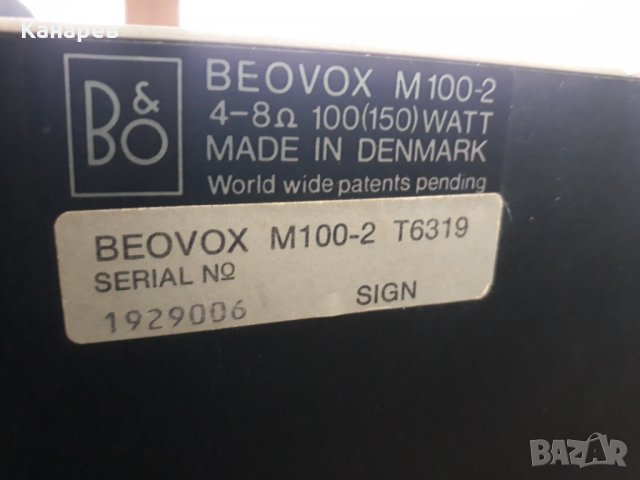 Канарев
B&O
BEOVOX M100-2
4-8Ω 100(150)WATT
MADE IN DENMARK
World wide patents pending
BEOVOX M100-2 T6319
SERIAL Nº
1929006 SIGN
BAZAR